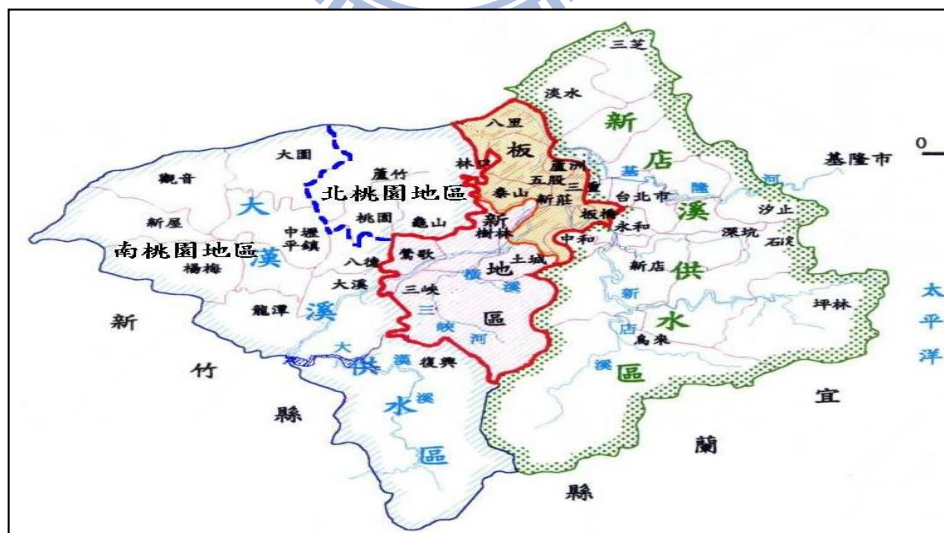 三芝
淡水
八里
新店溪供水區
板新地區
基隆市
基隆河
大園
蘆竹
林口
蘆洲
五股
三重
觀音
北桃園地區
泰山
新莊
台北市
汐止
大漢溪供水區
桃園
龜山
樹林
板橋
永和
深坑
石碇
新屋
中壢
平鎮
南桃園地區
中和
鶯歌
土城
八德
新店
楊梅
橫溪
大溪
三峽
坪林
龍潭
三峽河
新店溪
烏來
太平洋
大漢溪
復興
新竹縣
宜蘭縣
0